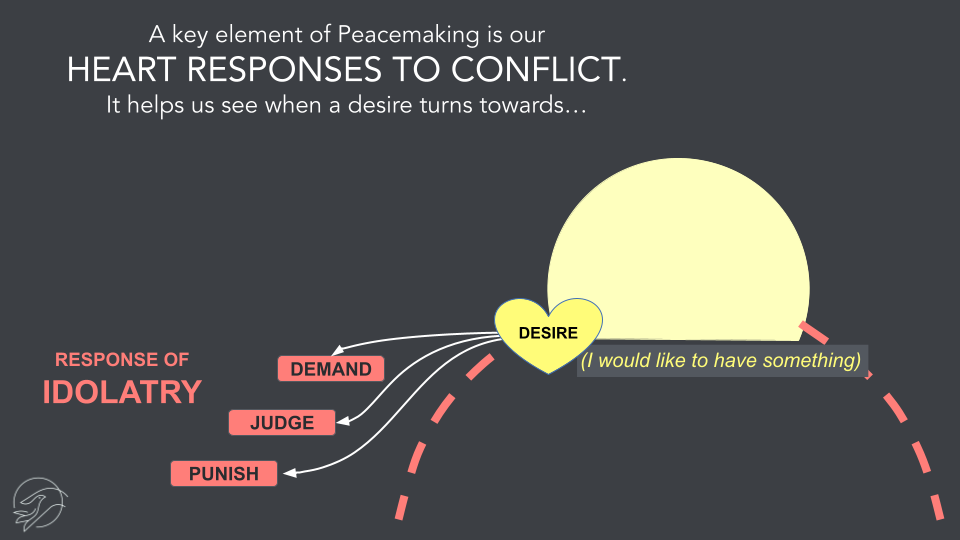 A key element of Peacemaking is our
HEART RESPONSES TO CONFLICT.
It helps us see when a desire turns towards…
DESIRE
(I would like to have something)
RESPONSE OF
IDOLATRY
DEMAND
JUDGE
PUNISH